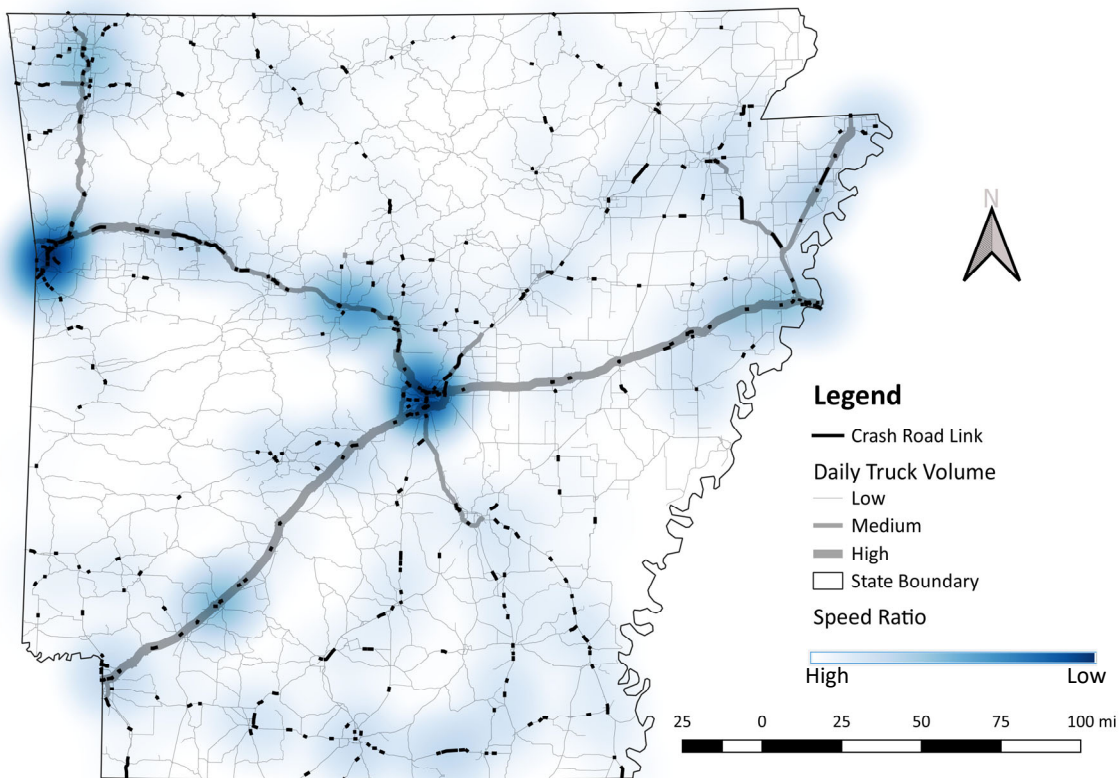 N
Legend
Crash Road Link
Daily Truck Volume
Low
Medium
High
State Boundary
Speed Ratio
High Low
25 0 25 50 75 100 mi